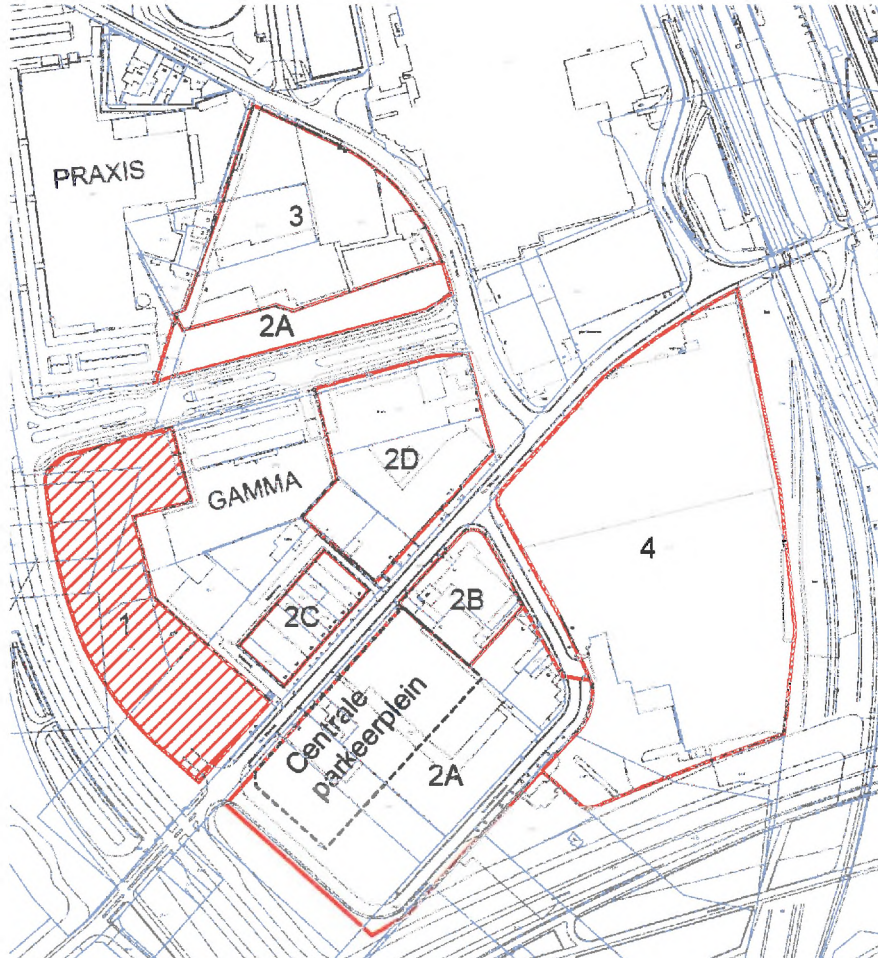 PRAXIS
3
2A
2D
GAMMA
4
2B
2C
1
Centrale
parkeerplein
2A